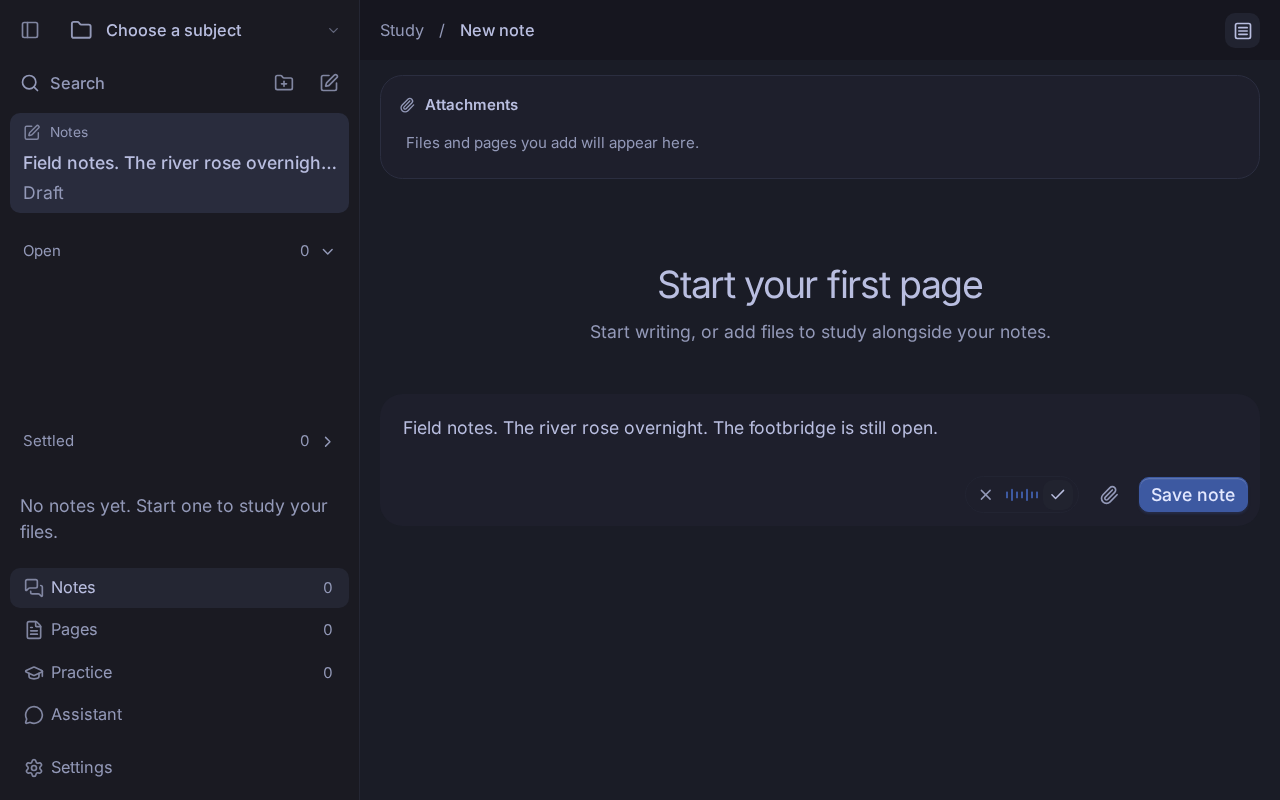 Choose a subject
Search
Notes
Field notes. The river rose overnigh...
Draft
Open 0
Settled 0
No notes yet. Start one to study your
files.
Notes 0
Pages 0
Practice 0
Assistant
Settings
Study / New note
Attachments
Files and pages you add will appear here.
Start your first page
Start writing, or add files to study alongside your notes.
Field notes. The river rose overnight. The footbridge is still open.
Save note